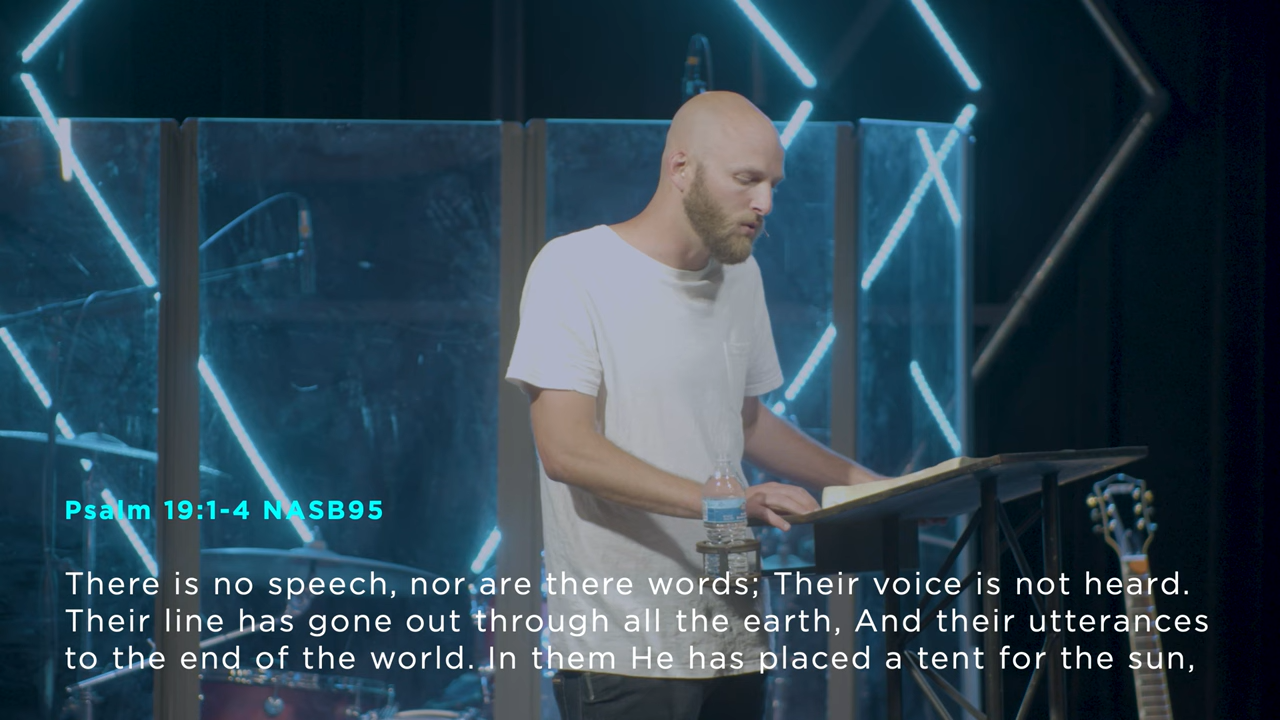 Psalm 19:1-4 NASB95
There is no speech, nor are there words; Their voice is not heard.
Their line has gone out through all the earth, And their utterances
to the end of the world. In them He has placed a tent for the sun,